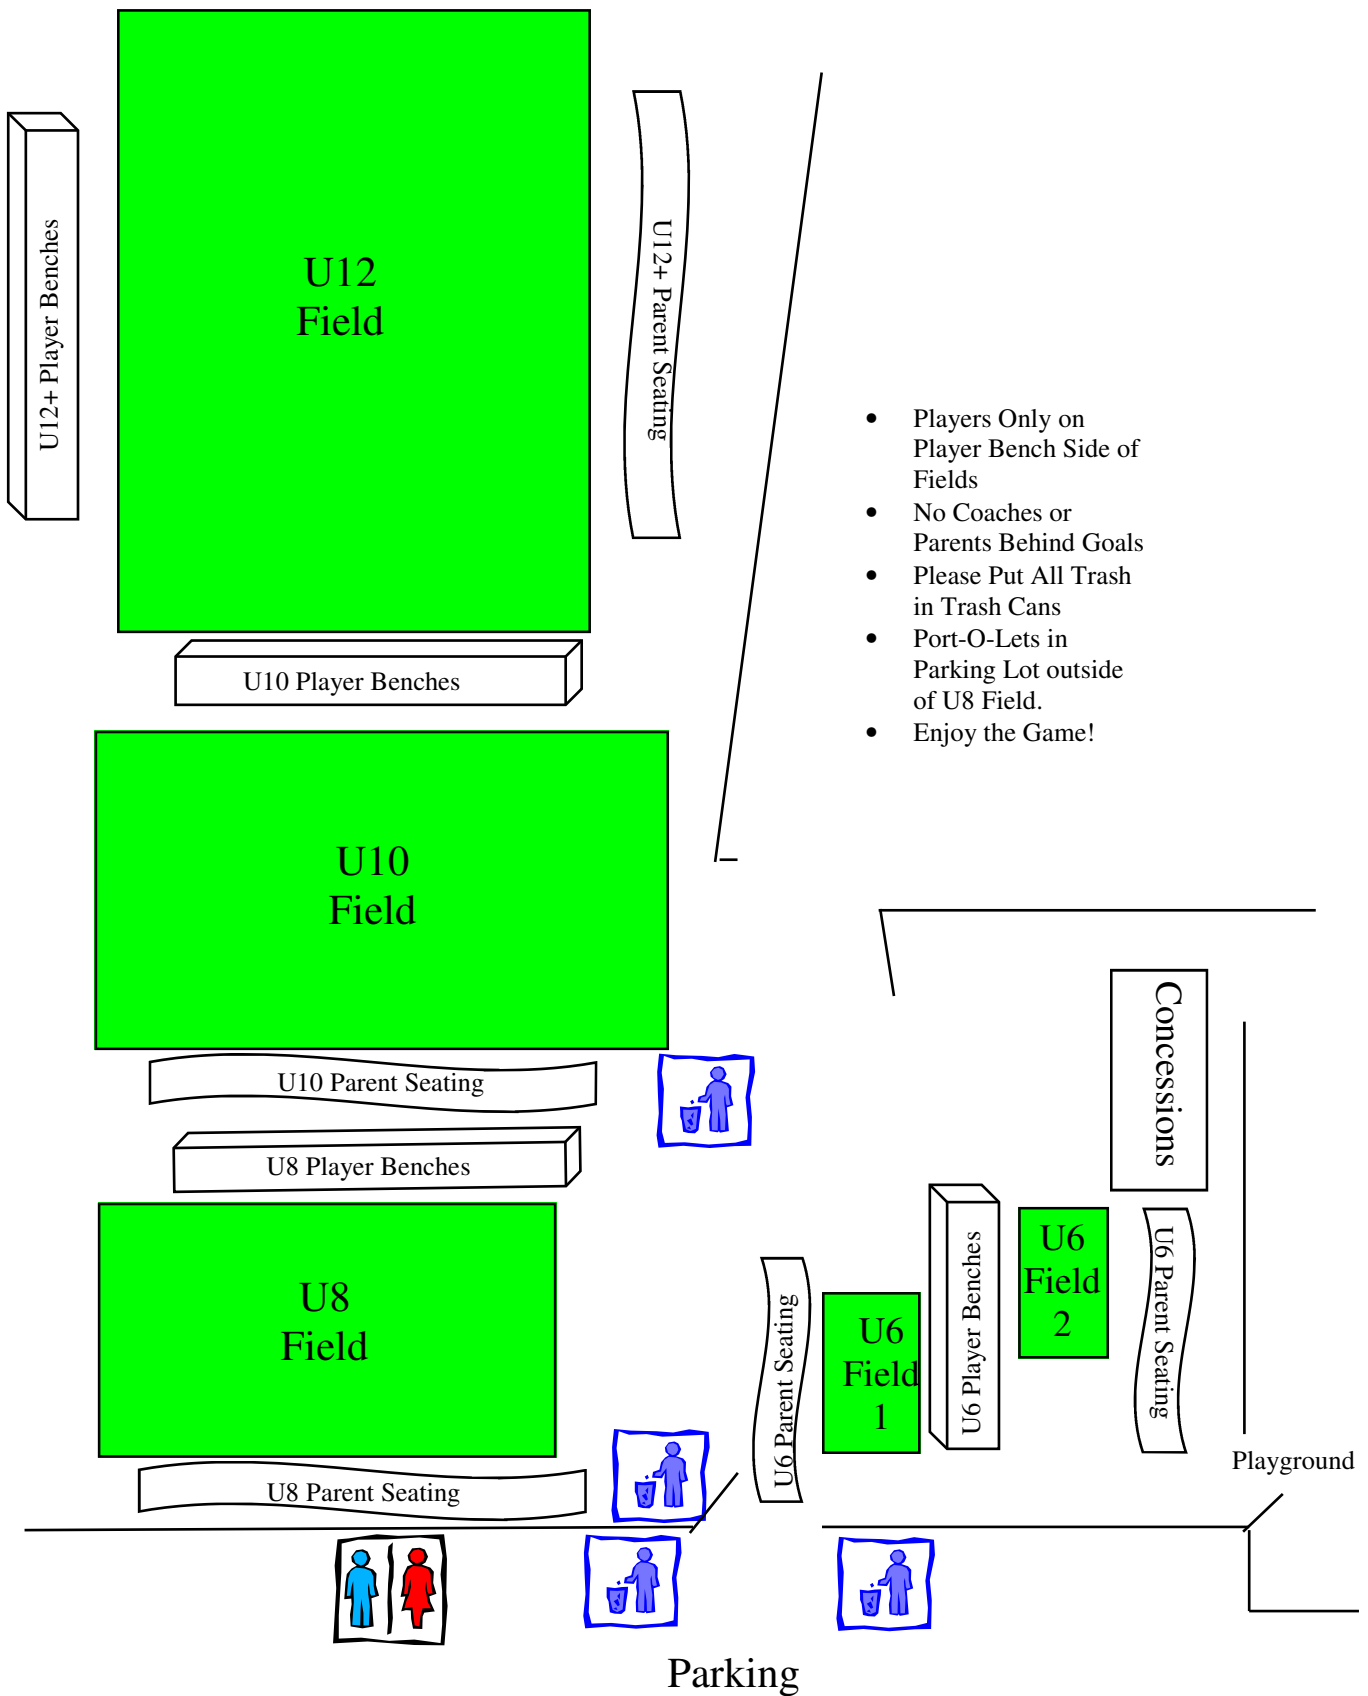 U12
Field
U12+ Player Benches
U12+ Parent Seating
• Players Only on
Player Bench Side of
Fields
• No Coaches or
Parents Behind Goals
• Please Put All Trash
in Trash Cans
• Port-O-Lets in
Parking Lot outside
of U8 Field.
• Enjoy the Game!
U10 Player Benches
U10
Field
U10 Parent Seating
U8 Player Benches
U8
Field
U8 Parent Seating
Concessions
U6 Parent Seating
U6
Field
1
U6 Player Benches
U6
Field
2
U6 Parent Seating
Playground
Parking